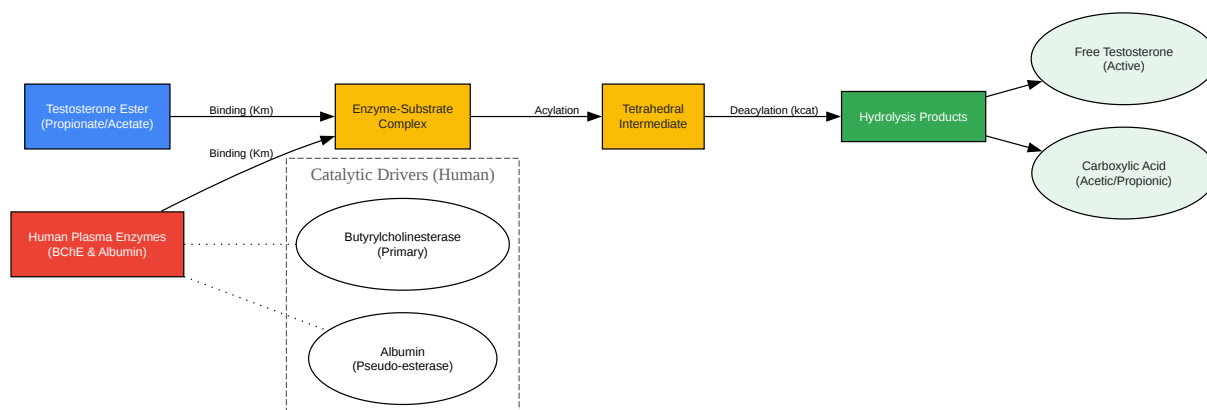 Testosterone Ester
(Propionate/Acetate)
Binding (Km)
Enzyme-Substrate
Complex
Acylation
Tetrahedral
Intermediate
Deacylation (kcat)
Hydrolysis Products
Free Testosterone
(Active)
Carboxylic Acid
(Acetic/Propionic)
Binding (Km)
Human Plasma Enzymes
(BChE & Albumin)
Catalytic Drivers (Human)
Butyrylcholinesterase
(Primary)
Albumin
(Pseudo-esterase)